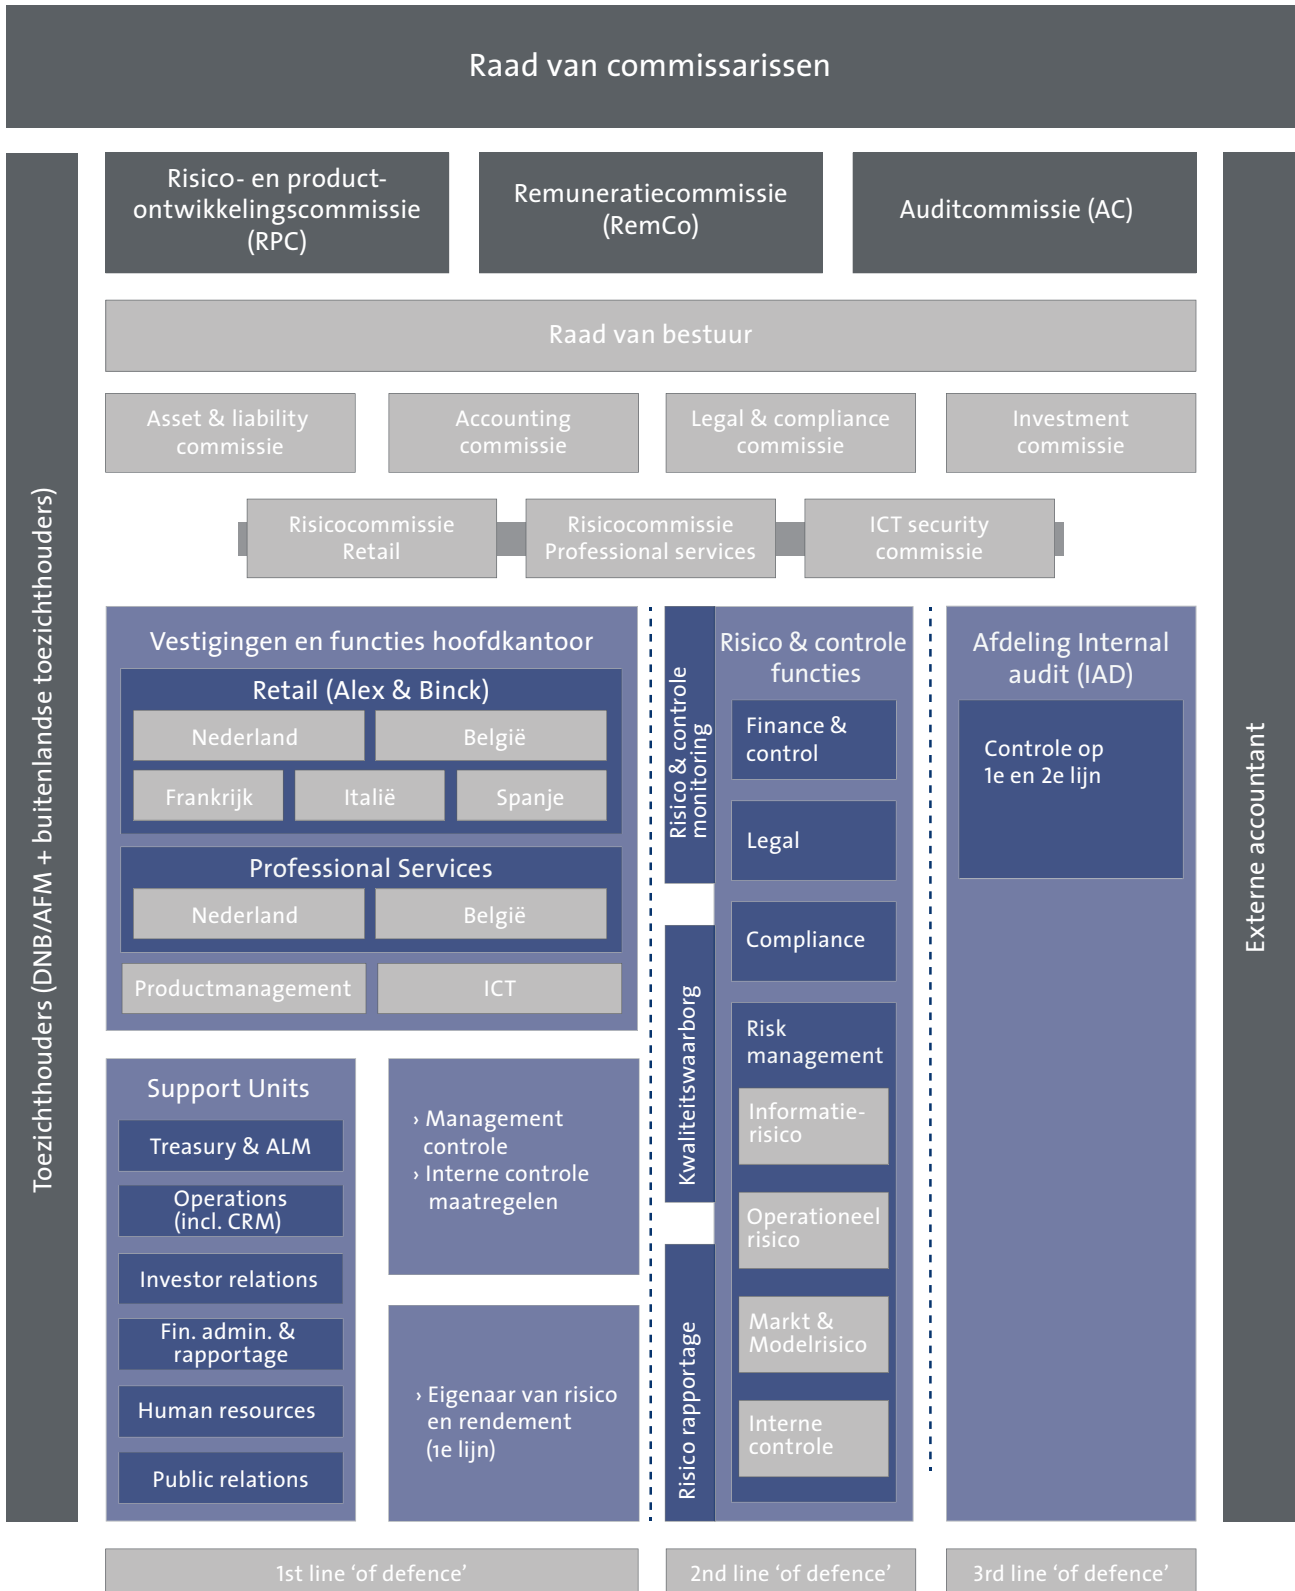 Raad van commissarissen
Risico- en product-
ontwikkelingscommissie
(RPC)
Remuneratiecommissie
(RemCo)
Auditcommissie (AC)
Raad van bestuur
Asset & liability
commissie
Accounting
commissie
Legal & compliance
commissie
Investment
commissie
Risicocommissie
Retail
Risicocommissie
Professional services
ICT security
commissie
Toezichthouders (DNB/AFM + buitenlandse toezichthouders)
Vestigingen en functies hoofdkantoor
Retail (Alex & Binck)
Nederland
België
Frankrijk
Italië
Spanje
Professional Services
Nederland
België
Productmanagement
ICT
Support Units
Treasury & ALM
Operations
(incl. CRM)
Investor relations
Fin. admin. &
rapportage
Human resources
Public relations
› Management
controle
› Interne controle
maatregelen
› Eigenaar van risico
en rendement
(1e lijn)
Risico & controle
monitoring
Kwaliteitswaarborg
Risico rapportage
Risico & controle
functies
Finance &
control
Legal
Compliance
Risk
management
Informatie-
risico
Operationeel
risico
Markt &
Modelrisico
Interne
controle
Afdeling Internal
audit (IAD)
Controle op
1e en 2e lijn
Externe accountant
1st line ‘of defence’
2nd line ‘of defence’
3rd line ‘of defence’